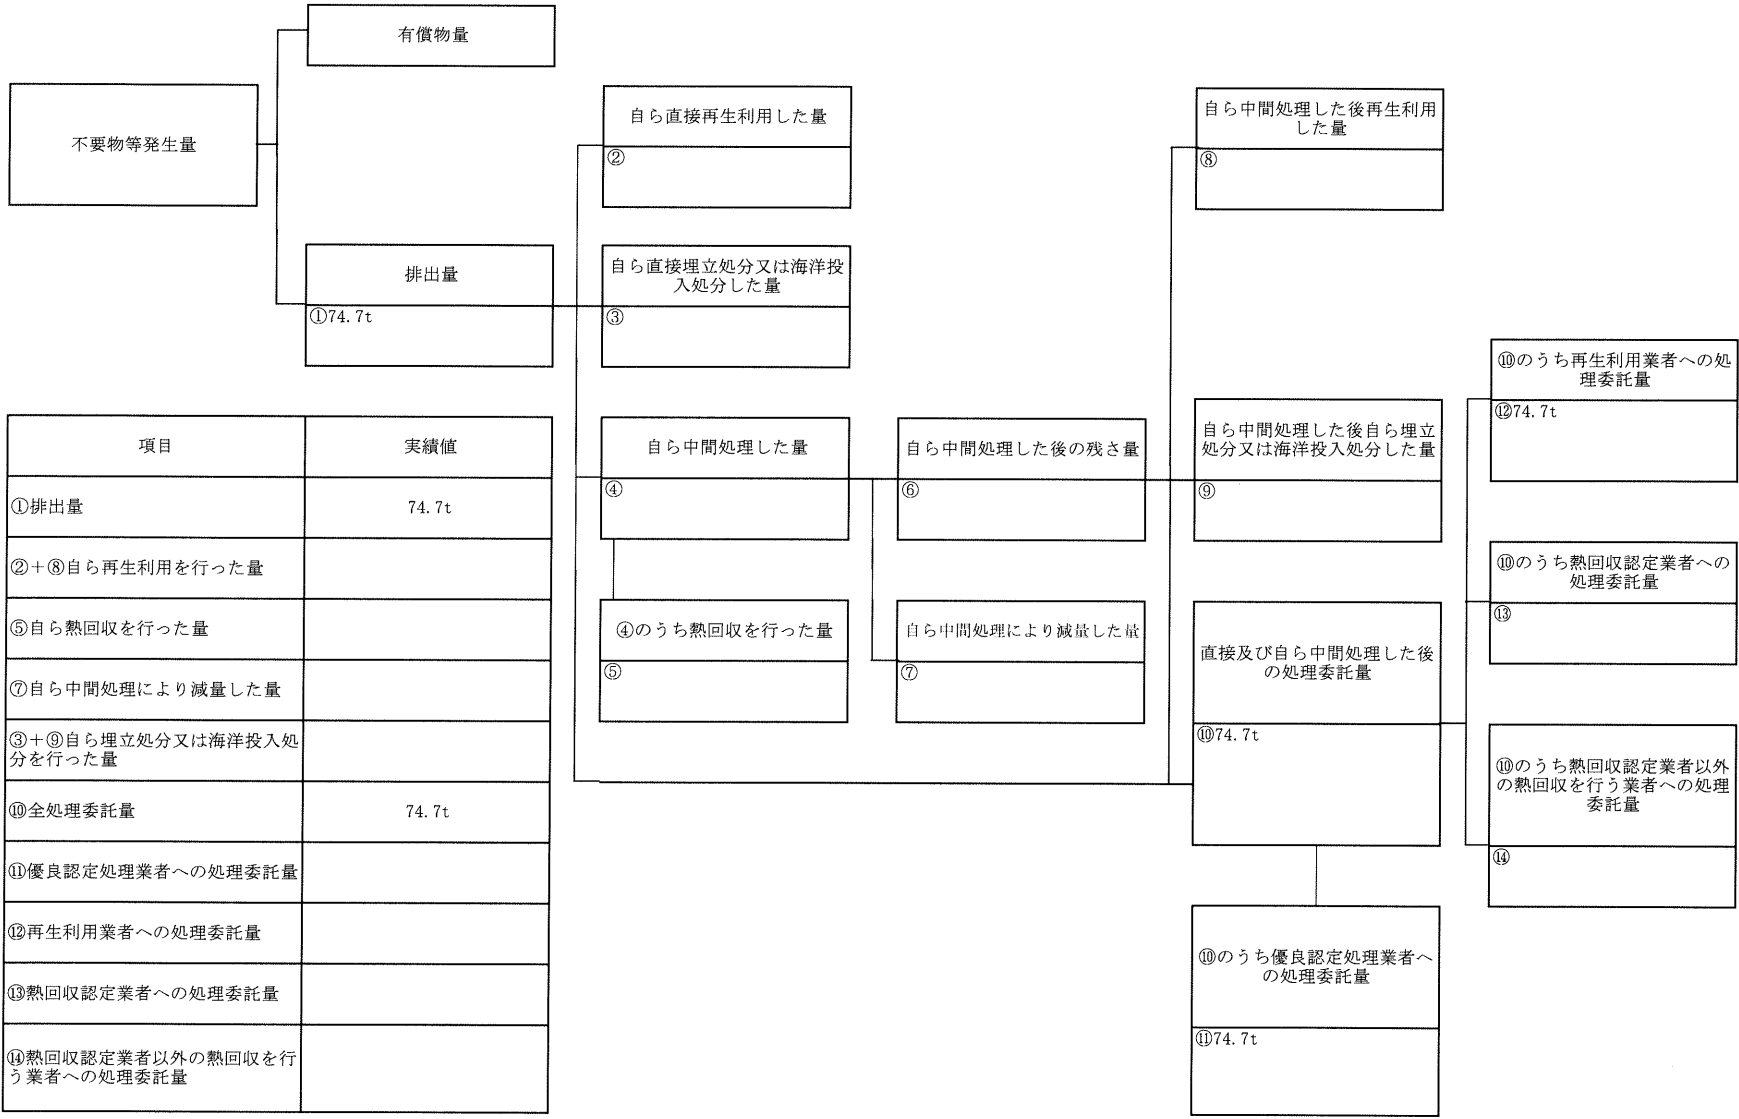 有償物量
不要物等発生量
排出量
①74.7t
自ら直接再生利用した量
②
自ら直接埋立処分又は海洋投
入処分した量
③
自ら中間処理した量
④
④のうち熱回収を行った量
⑤
自ら中間処理した後の残さ量
⑥
自ら中間処理により減量した量
⑦
自ら中間処理した後再生利用
した量
⑧
自ら中間処理した後自ら埋立
処分又は海洋投入処分した量
⑨
直接及び自ら中間処理した後
の処理委託量
⑩74.7t
⑩のうち優良認定処理業者へ
の処理委託量
⑪74.7t
⑩のうち再生利用業者への処
理委託量
⑫74.7t
⑩のうち熱回収認定業者への
処理委託量
⑬
⑩のうち熱回収認定業者以外
の熱回収を行う業者への処理
委託量
⑭
項目 実績値
①排出量 74.7t
②＋⑧自ら再生利用を行った量
⑤自ら熱回収を行った量
⑦自ら中間処理により減量した量
③＋⑨自ら埋立処分又は海洋投入処
分を行った量
⑩全処理委託量 74.7t
⑪優良認定処理業者への処理委託量
⑫再生利用業者への処理委託量
⑬熱回収認定業者への処理委託量
⑭熱回収認定業者以外の熱回収を行
う業者への処理委託量